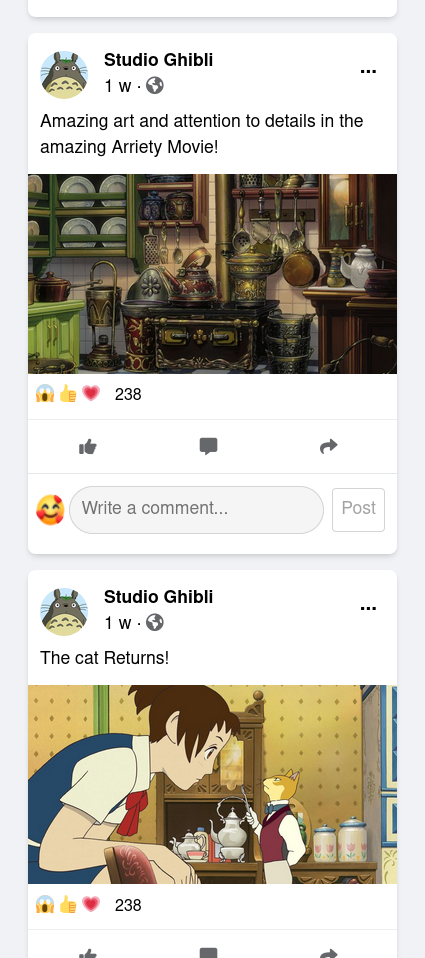 Studio Ghibli
1 w ·
...
Amazing art and attention to details in the
amazing Arriety Movie!
238
Write a comment...
Post
Studio Ghibli
1 w ·
...
The cat Returns!
238